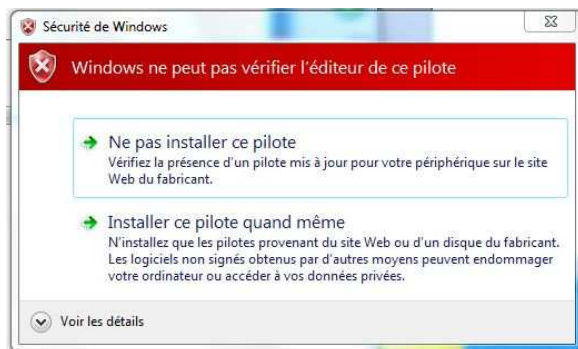 Sécurité de Windows
Windows ne peut pas vérifier l'éditeur de ce pilote
Ne pas installer ce pilote
Vérifiez la présence d'un pilote mis à jour pour votre périphérique sur le site
Web du fabricant.
Installer ce pilote quand même
N'installez que les pilotes provenant du site Web ou d'un disque du fabricant.
Les logiciels non signés obtenus par d'autres moyens peuvent endommager
votre ordinateur ou accéder à vos données privées.
Voir les détails